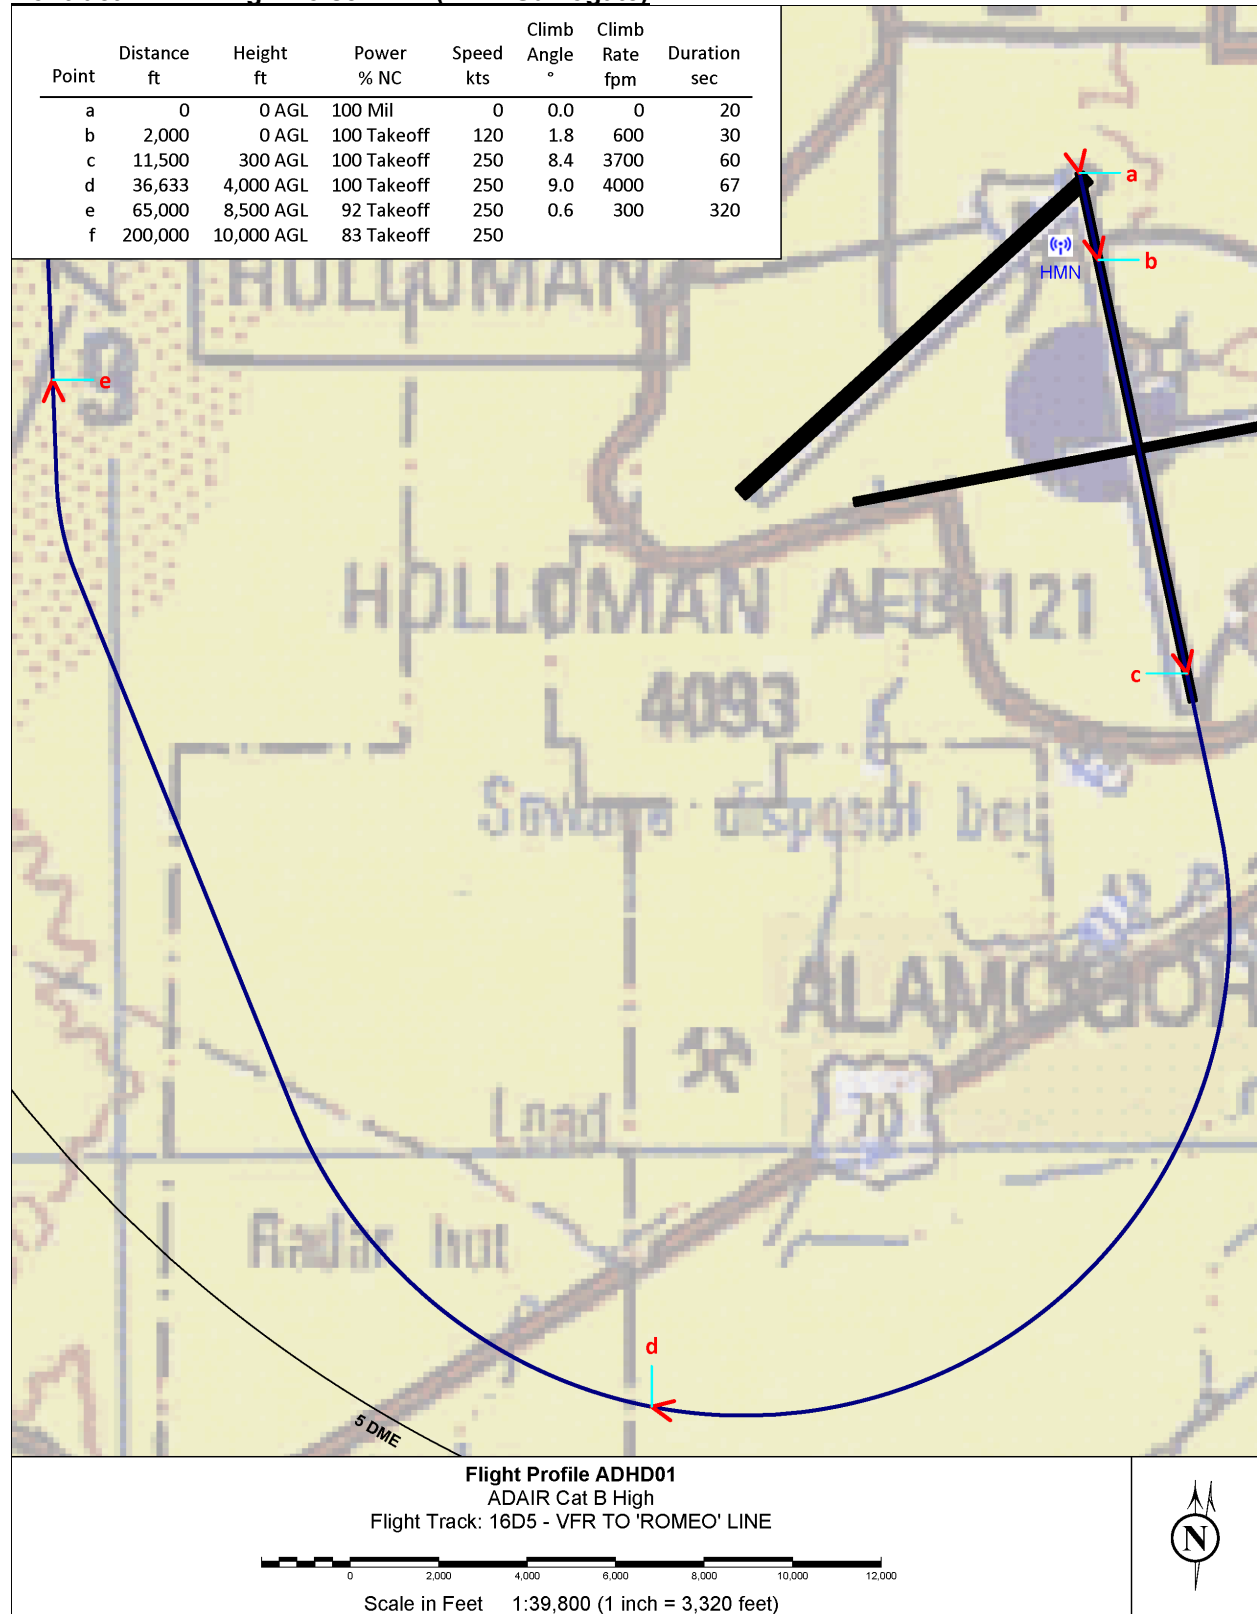 Climb Climb
Distance Height Power Speed Angle Rate Duration
Point ft ft % NC kts ° fpm sec
a 0 0 AGL 100 Mil 0 0.0 0 20
b 2,000 0 AGL 100 Takeoff 120 1.8 600 30
c 11,500 300 AGL 100 Takeoff 250 8.4 3700 60
d 36,633 4,000 AGL 100 Takeoff 250 9.0 4000 67
e 65,000 8,500 AGL 92 Takeoff 250 0.6 300 320
f 200,000 10,000 AGL 83 Takeoff 250
a
b
HMN
HOLLOMAN
9
e
HOLLOMAN AFB 121
4093
c
Sewage disposal bed
ALAMOGOR
70
Load
Radar hut
d
5 DME
Flight Profile ADHD01
ADAIR Cat B High
Flight Track: 16D5 - VFR TO 'ROMEO' LINE
0 2,000 4,000 6,000 8,000 10,000 12,000
Scale in Feet 1:39,800 (1 inch = 3,320 feet)
N